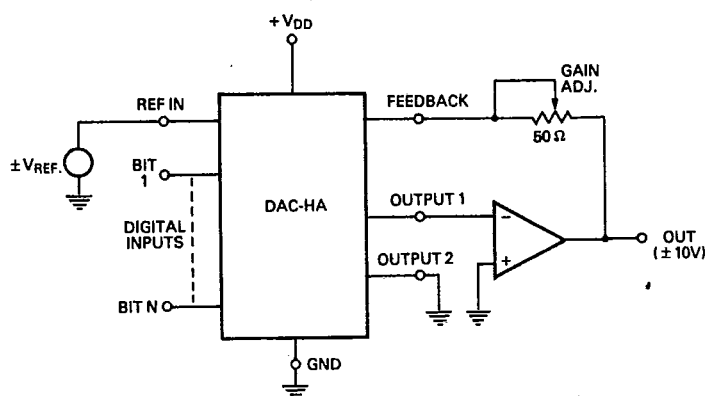 +VDD
GAIN
ADJ.
FEEDBACK
REF IN
50 Ω
±VREF.
BIT
1
DAC-HA
OUTPUT 1
DIGITAL
INPUTS
−
+
OUT
(±10V)
OUTPUT 2
BIT N
GND